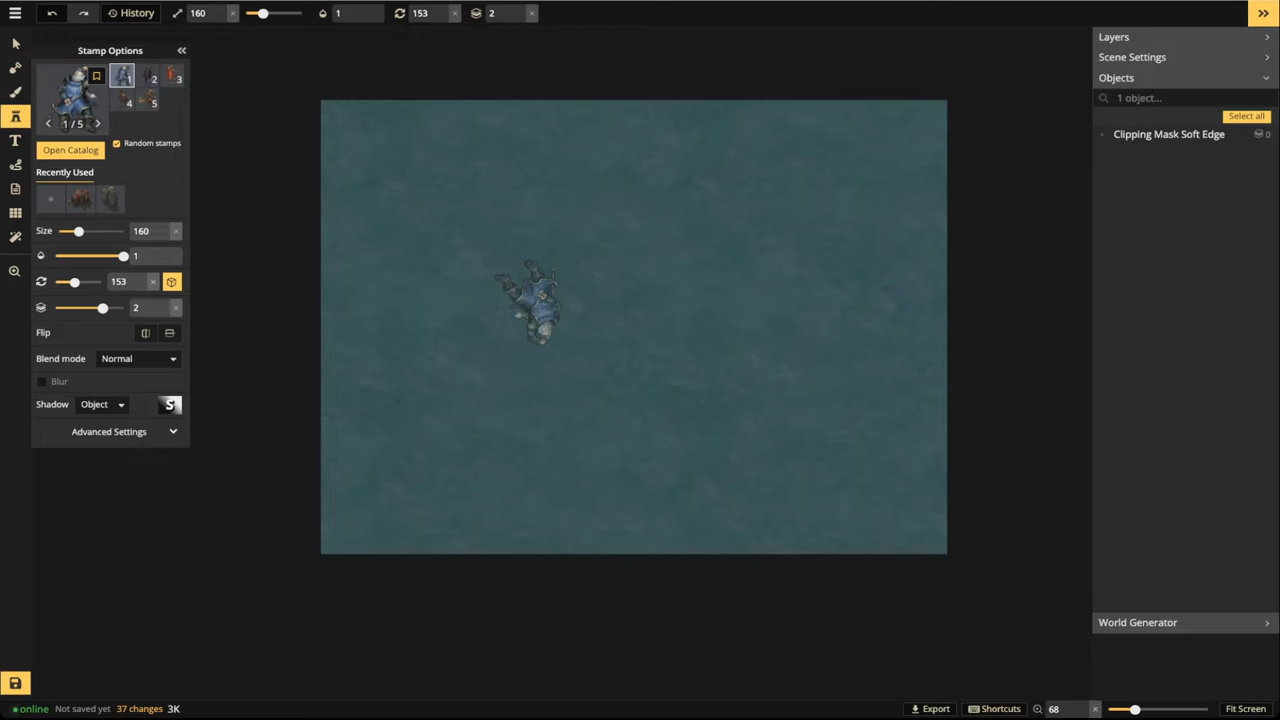 History 160 1 153 2
Stamp Options
1 2 3
4 5
1 / 5
Open Catalog Random stamps
Recently Used
Size 160
1
153
2
Flip
Blend mode Normal
Blur
Shadow Object
Advanced Settings
Layers
Scene Settings
Objects
1 object...
Select all
Clipping Mask Soft Edge 0
World Generator
online Not saved yet 37 changes 3K
Export Shortcuts 68 Fit Screen